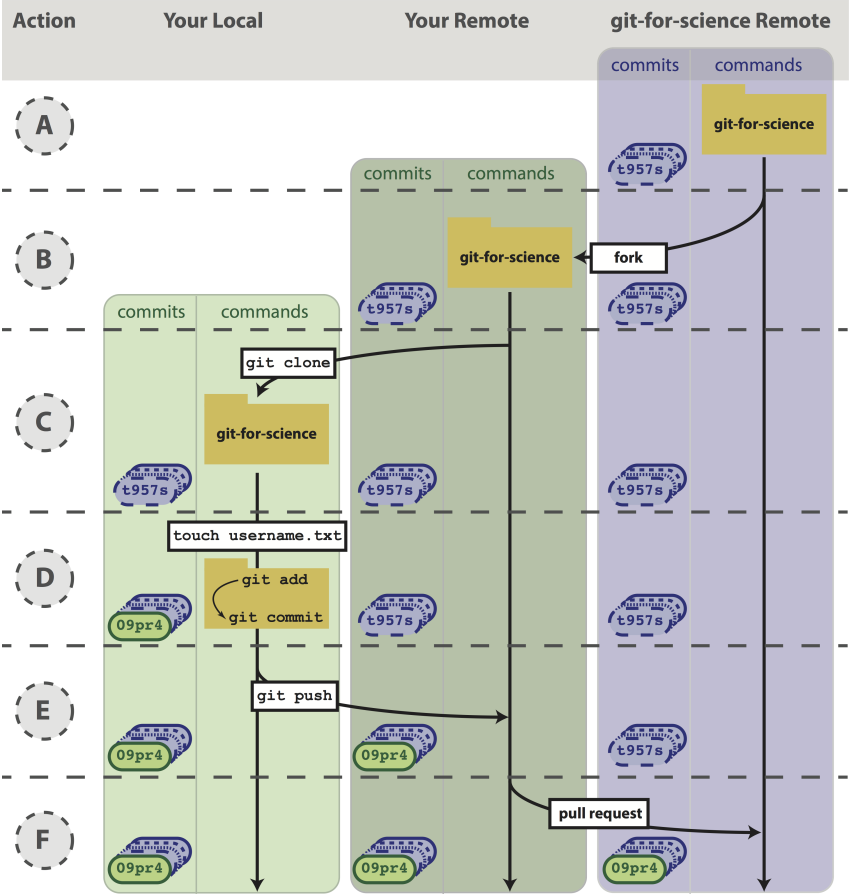 Action Your Local Your Remote git-for-science Remote
commits commands
A
git-for-science
t957s
commits commands
B
git-for-science
fork
t957s
t957s
commits commands
git clone
C
git-for-science
t957s
t957s
t957s
touch username.txt
D
git add
git commit
09pr4
t957s
t957s
git push
E
09pr4
09pr4
t957s
pull request
F
09pr4
09pr4
09pr4